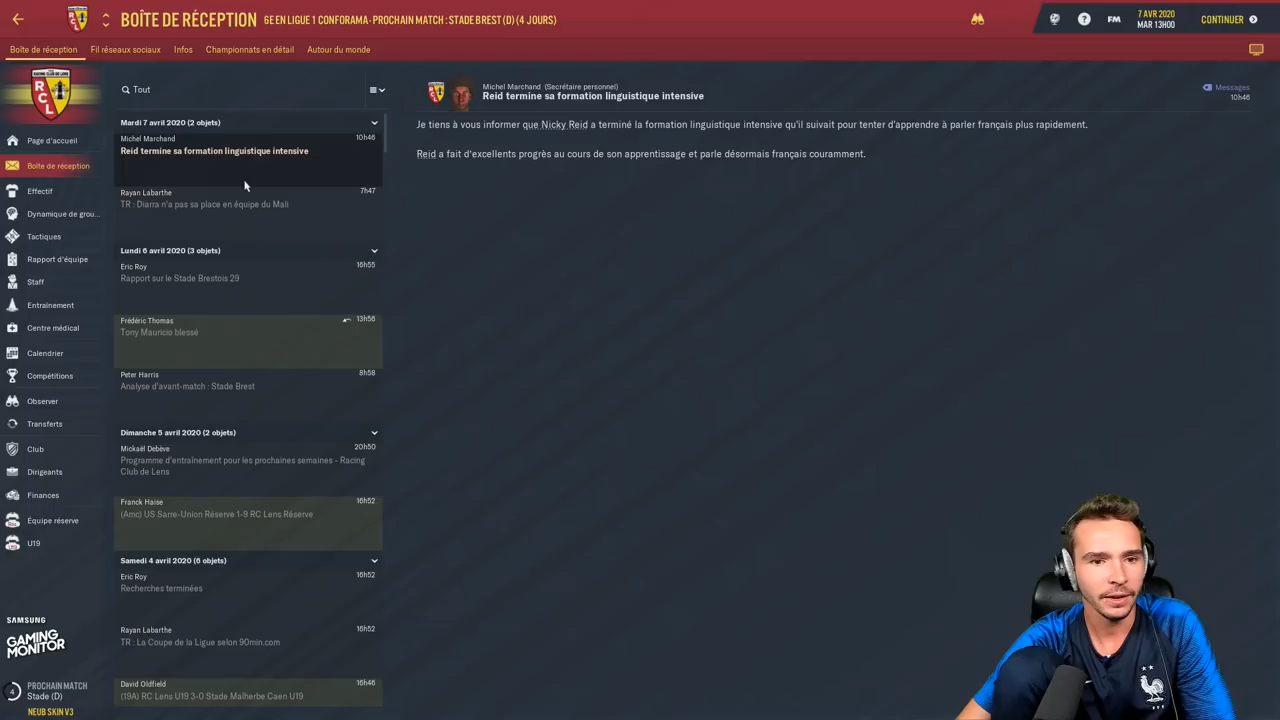 BOÎTE DE RÉCEPTION 6E EN LIGUE 1 CONFORAMA - PROCHAIN MATCH : STADE BREST (D) (4 JOURS)
FM
7 AVR 2020
MAR 13H00
CONTINUER
Boîte de réception Fil réseaux sociaux Infos Championnats en détail Autour du monde
RACING CLUB DE LENS
RCL
Page d'accueil
Boîte de réception
Effectif
Dynamique de grou...
Tactiques
Rapport d'équipe
Staff
Entraînement
Centre médical
Calendrier
Compétitions
Observer
Transferts
Club
Dirigeants
Finances
Équipe réserve
U19
SAMSUNG
GAMING
MONITOR
4
PROCHAIN MATCH
Stade (D)
NEUB SKIN V3
Tout
Mardi 7 avril 2020 (2 objets)
Michel Marchand 10h46
Reid termine sa formation linguistique intensive
Rayan Labarthe 7h47
TR : Diarra n'a pas sa place en équipe du Mali
Lundi 6 avril 2020 (3 objets)
Eric Roy 16h55
Rapport sur le Stade Brestois 29
Frédéric Thomas 13h56
Tony Mauricio blessé
Peter Harris 8h58
Analyse d'avant-match : Stade Brest
Dimanche 5 avril 2020 (2 objets)
Mickaël Debève 20h50
Programme d'entraînement pour les prochaines semaines - Racing
Club de Lens
Franck Haise 16h52
(Amc) US Sarre-Union Réserve 1-9 RC Lens Réserve
Samedi 4 avril 2020 (6 objets)
Eric Roy 16h52
Recherches terminées
Rayan Labarthe 16h52
TR : La Coupe de la Ligue selon 90min.com
David Oldfield 16h46
(19A) RC Lens U19 3-0 Stade Malherbe Caen U19
Michel Marchand (Secrétaire personnel)
Reid termine sa formation linguistique intensive
Messages
10h46
Je tiens à vous informer que Nicky Reid a terminé la formation linguistique intensive qu'il suivait pour tenter d'apprendre à parler français plus rapidement.
Reid a fait d'excellents progrès au cours de son apprentissage et parle désormais français couramment.